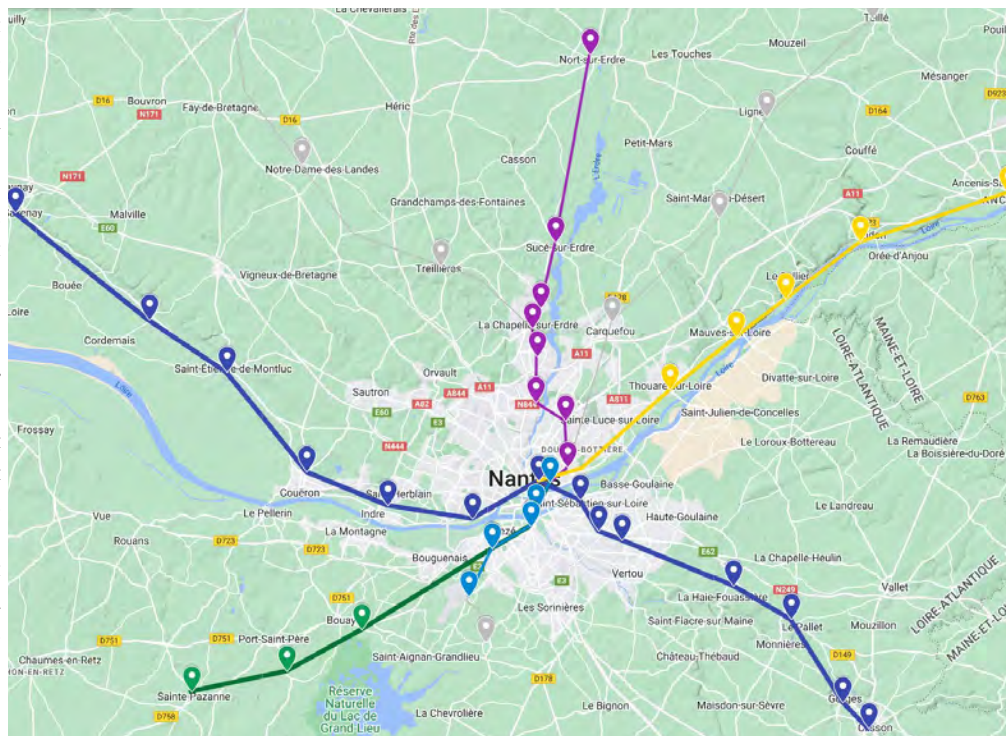 La Chevallerais
Teillé
Mouzeil
Nort-sur-Erdre
Les Touches
Mésanger
D923
D16
Bouvron
N171
Fay-de-Bretagne
Héric
D16
Ligné
D164
Petit-Mars
Couffé
Notre-Dame-des-Landes
Casson
L'Erdre
N171
A11
Malville
E60
Grandchamps-des-Fontaines
Sucé-sur-Erdre
Loire
Orée-d'Anjou
Treillières
Vigneux-de-Bretagne
Bouée
Le Cellier
Cordemais
La Chapelle-sur-Erdre
Carquefou
Mauves-sur-Loire
MAINE-ET-LOIRE
LOIRE-ATLANTIQUE
A11
Saint-Étienne-de-Montluc
Orvault
Loire
Loire
Sautron
A11
A844
A82
N844
A811
Thouaré-sur-Loire
Divatte-sur-Loire
D763
E60
E3
Sainte-Luce-sur-Loire
Saint-Julien-de-Concelles
Frossay
N444
Le Loroux-Bottereau
La Remaudière
La Boissière-du-Doré
Nantes
Basse-Goulaine
Couëron
Saint-Herblain
Saint-Sébastien-sur-Loire
Vue
Le Pellerin
Indre
La Montagne
Haute-Goulaine
Le Landreau
Rouans
D723
D723
Bouguenais
E62
La Chapelle-Heulin
E3
Vertou
N249
Vallet
LOIRE-ATLANTIQUE
MAINE-ET-LO
D751
La Haie-Fouassière
Les Sorinières
Saint-Fiacre-sur-Maine
Le Pallet
Mouzillon
D751
D751
Port-Saint-Père
Monnières
Chaumes-en-Retz
Saint-Aignan-Grandlieu
Château-Thébaud
D149
D178
Sainte Pazanne
D758
Réserve
Naturelle
du Lac de
Grand-Lieu
La Chevrolière
Le Bignon
Maisdon-sur-Sèvre
Gorges
Clisson